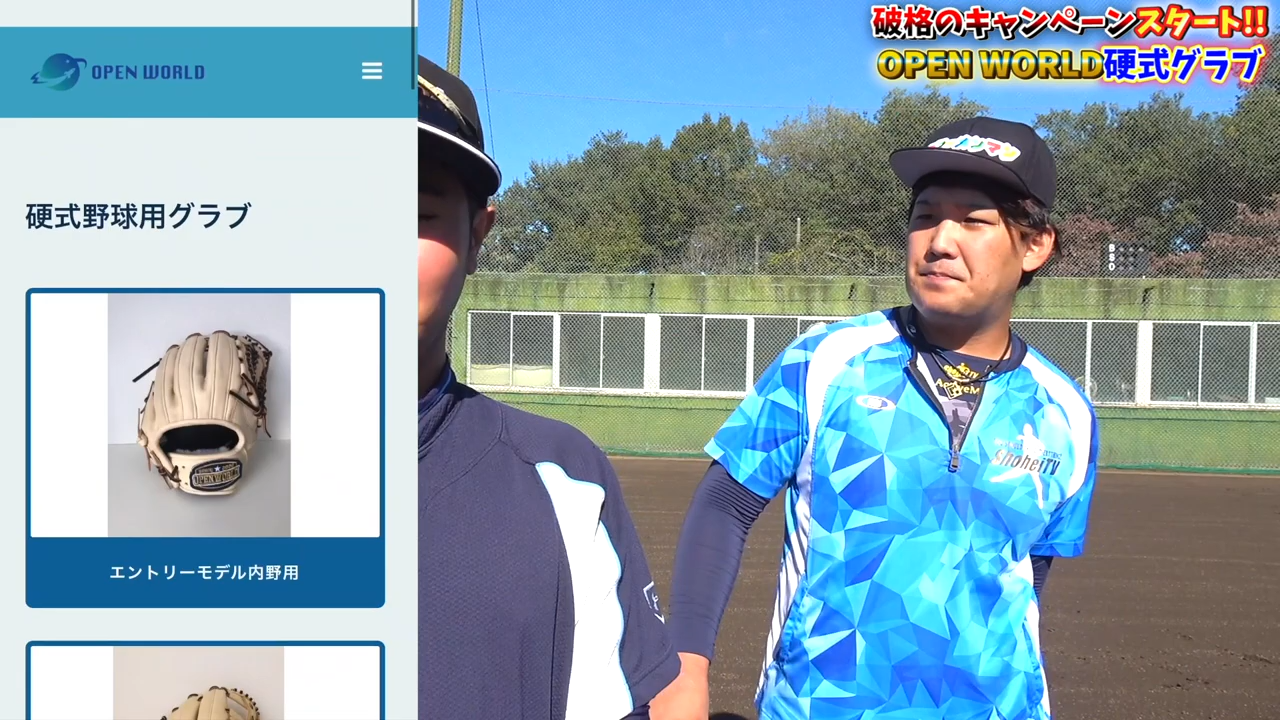 破格のキャンペーンスタート!!
OPEN WORLD硬式グラブ
OPEN WORLD
硬式野球用グラブ
OPEN WORLD
エントリーモデル内野用
B
S
O
ShoheiTV